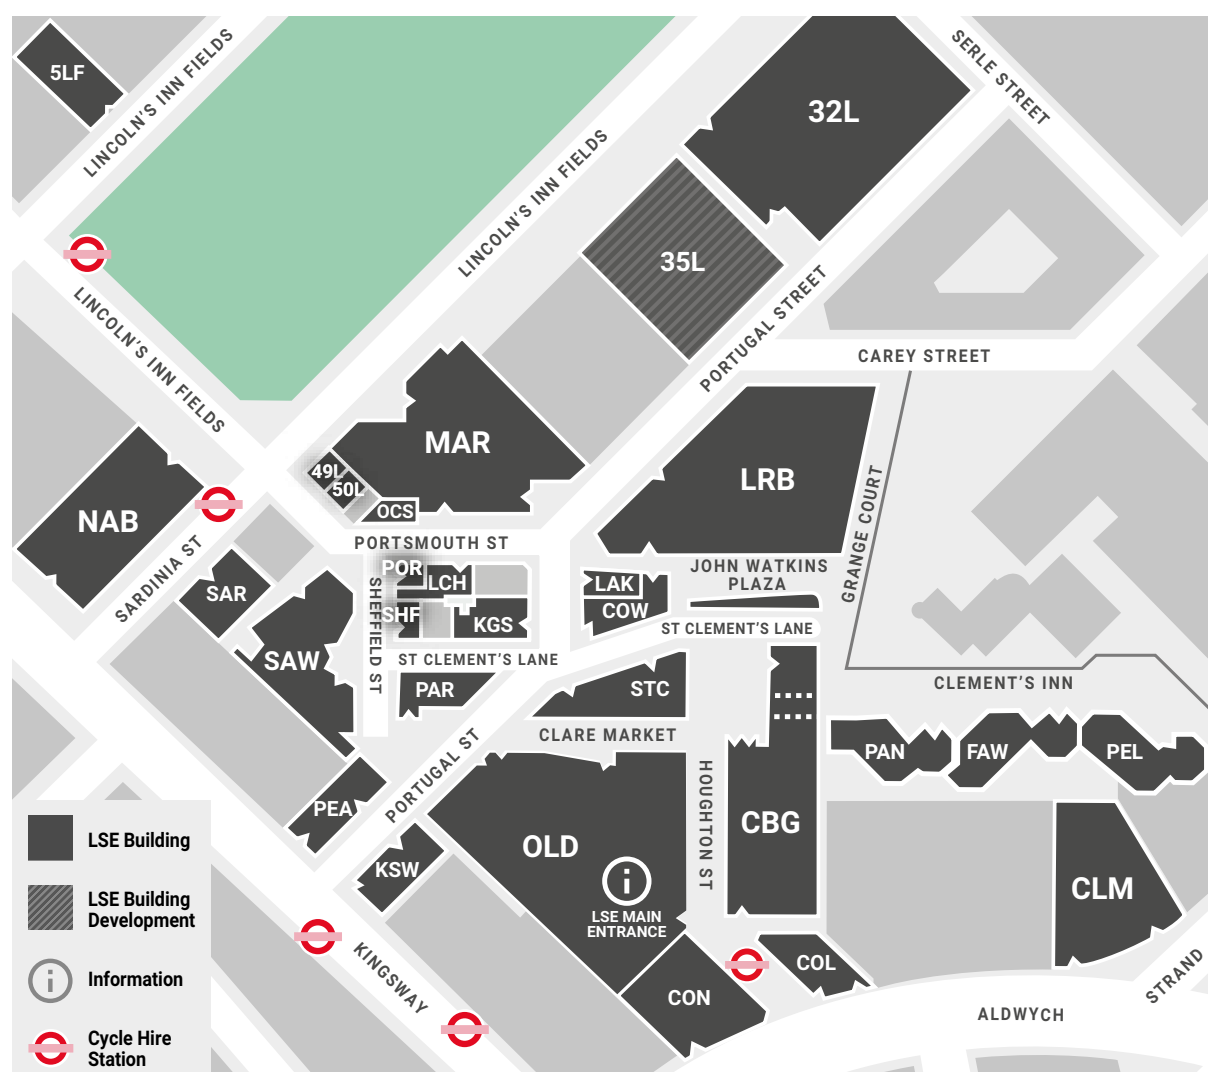 5LF
LINCOLN'S INN FIELDS
SERLE STREET
32L
LINCOLN'S INN FIELDS
35L
PORTUGAL STREET
LINCOLN'S INN FIELDS
CAREY STREET
MAR
49L
50L
OCS
LRB
NAB
GRANGE COURT
PORTSMOUTH ST
SARDINIA ST
POR
LCH
SHEFFIELD ST
JOHN WATKINS
PLAZA
LAK
COW
SAR
SHF
KGS
ST CLEMENT'S LANE
SAW
ST CLEMENT'S LANE
PAR
STC
CLEMENT'S INN
CLARE MARKET
PORTUGAL ST
PAN
FAW
PEL
HOUGHTON ST
PEA
CBG
OLD
KSW
CLM
LSE MAIN
ENTRANCE
COL
CON
KINGSWAY
STRAND
ALDWYCH
LSE Building
LSE Building
Development
Information
Cycle Hire
Station